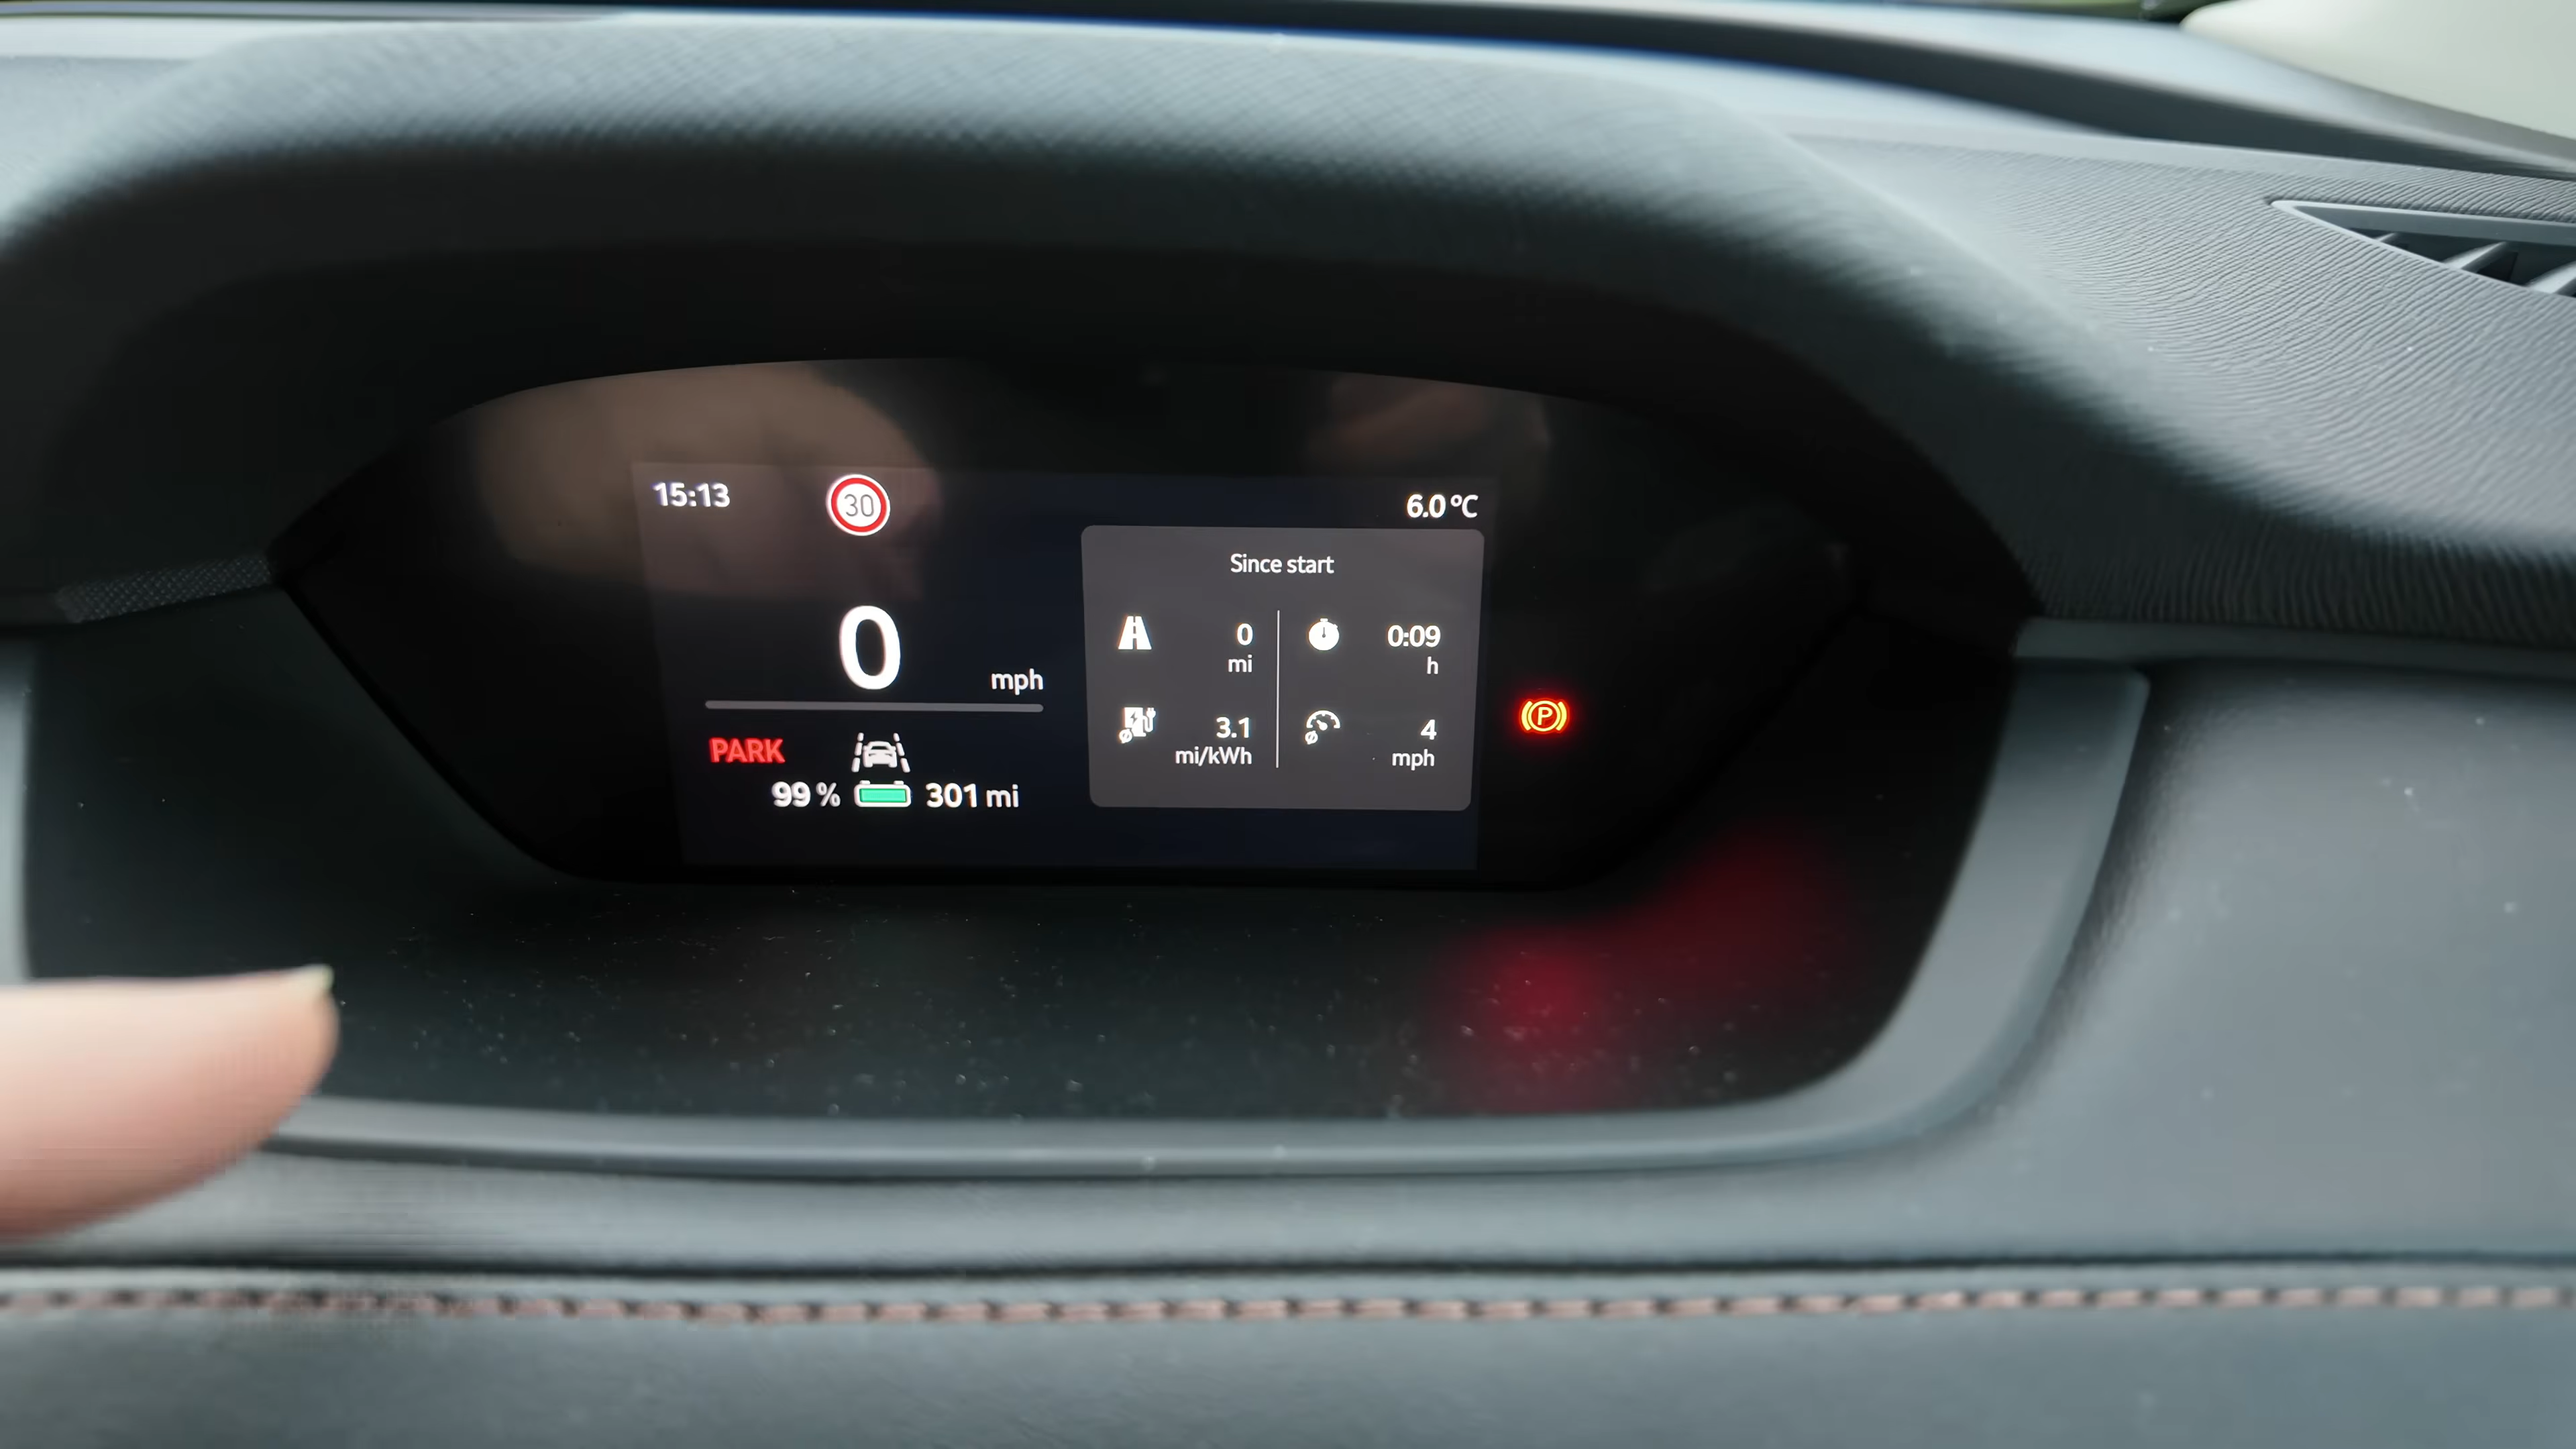 15:13
30
6.0 °C
0
mph
PARK
99 %
301 mi
Since start
0
mi
0:09
h
3.1
mi/kWh
4
mph
P